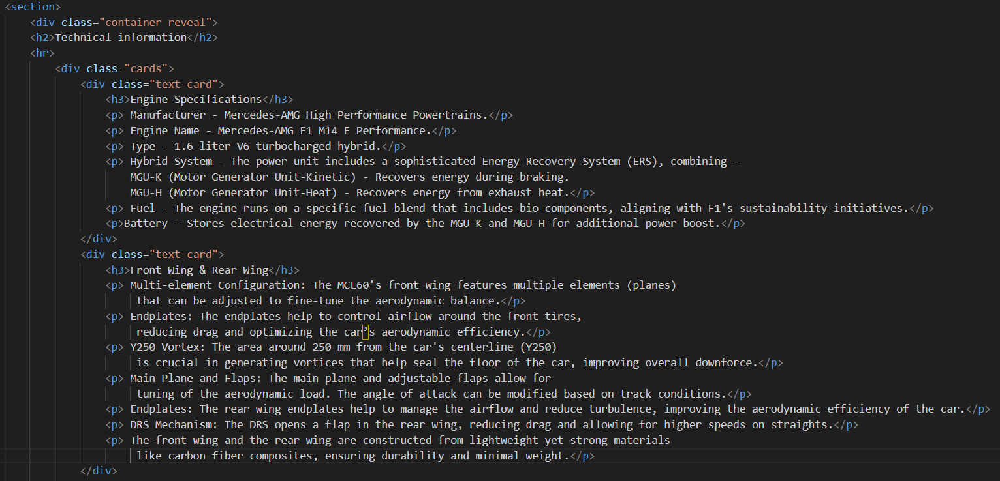 <section>
<div class="container reveal">
<h2>Technical information</h2>
<hr>
<div class="cards">
<div class="text-card">
<h3>Engine Specifications</h3>
<p> Manufacturer - Mercedes-AMG High Performance Powertrains.</p>
<p> Engine Name - Mercedes-AMG F1 M14 E Performance.</p>
<p> Type - 1.6-liter V6 turbocharged hybrid.</p>
<p> Hybrid System - The power unit includes a sophisticated Energy Recovery System (ERS), combining -
MGU-K (Motor Generator Unit-Kinetic) - Recovers energy during braking.
MGU-H (Motor Generator Unit-Heat) - Recovers energy from exhaust heat.</p>
<p> Fuel - The engine runs on a specific fuel blend that includes bio-components, aligning with F1's sustainability initiatives.</p>
<p>Battery - Stores electrical energy recovered by the MGU-K and MGU-H for additional power boost.</p>
</div>
<div class="text-card">
<h3>Front Wing & Rear Wing</h3>
<p> Multi-element Configuration: The MCL60's front wing features multiple elements (planes)
that can be adjusted to fine-tune the aerodynamic balance.</p>
<p> Endplates: The endplates help to control airflow around the front tires,
reducing drag and optimizing the car’s aerodynamic efficiency.</p>
<p> Y250 Vortex: The area around 250 mm from the car's centerline (Y250)
is crucial in generating vortices that help seal the floor of the car, improving overall downforce.</p>
<p> Main Plane and Flaps: The main plane and adjustable flaps allow for
tuning of the aerodynamic load. The angle of attack can be modified based on track conditions.</p>
<p> Endplates: The rear wing endplates help to manage the airflow and reduce turbulence, improving the aerodynamic efficiency of the car.</p>
<p> DRS Mechanism: The DRS opens a flap in the rear wing, reducing drag and allowing for higher speeds on straights.</p>
<p> The front wing and the rear wing are constructed from lightweight yet strong materials
like carbon fiber composites, ensuring durability and minimal weight.</p>
</div>